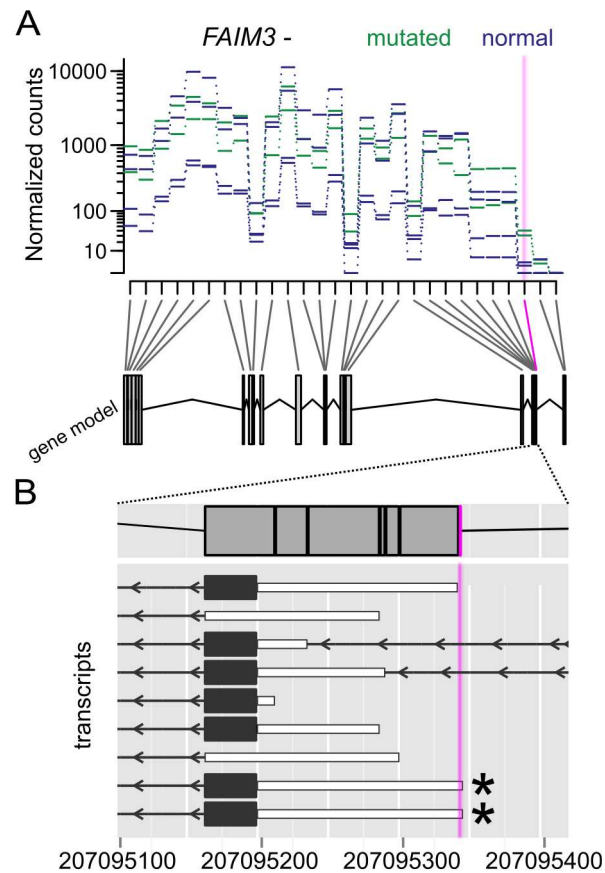 A
FAIM3 -
mutated
normal
Normalized counts
10000
1000
100
10
gene model
B
transcripts
*
*
207095100
207095200
207095300
207095400